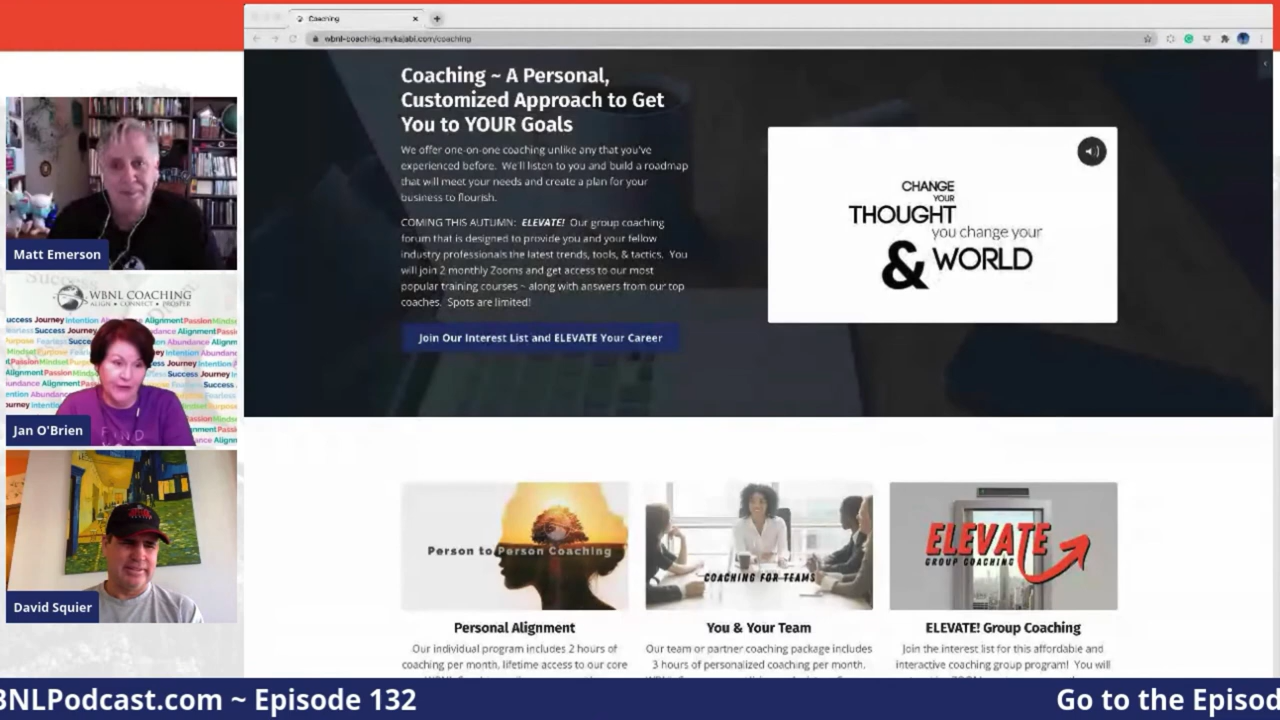 Coaching
wbnl-coaching.mykajabi.com/coaching
Coaching ~ A Personal,
Customized Approach to Get
You to YOUR Goals
We offer one-on-one coaching unlike any that you've
experienced before. We'll listen to you and build a roadmap
that will meet your needs and create a plan for your
business to flourish.
COMING THIS AUTUMN: ELEVATE! Our group coaching
forum that is designed to provide you and your fellow
industry professionals the latest trends, tools, & tactics. You
will join 2 monthly Zooms and get access to our most
popular training courses ~ along with answers from our top
coaches. Spots are limited!
Join Our Interest List and ELEVATE Your Career
CHANGE
YOUR
THOUGHT
you change your
& WORLD
Matt Emerson
WBNL COACHING
ALIGN • CONNECT • PROSPER
Success Journey Intention
Alignment Passion
Jan O'Brien
FIND
David Squier
Person to Person Coaching
COACHING FOR TEAMS
ELEVATE
GROUP COACHING
Personal Alignment
Our individual program includes 2 hours of
coaching per month, lifetime access to our core
You & Your Team
Our team or partner coaching package includes
3 hours of personalized coaching per month,
ELEVATE! Group Coaching
Join the interest list for this affordable and
interactive coaching group program! You will
BNLPodcast.com ~ Episode 132
Go to the Episod